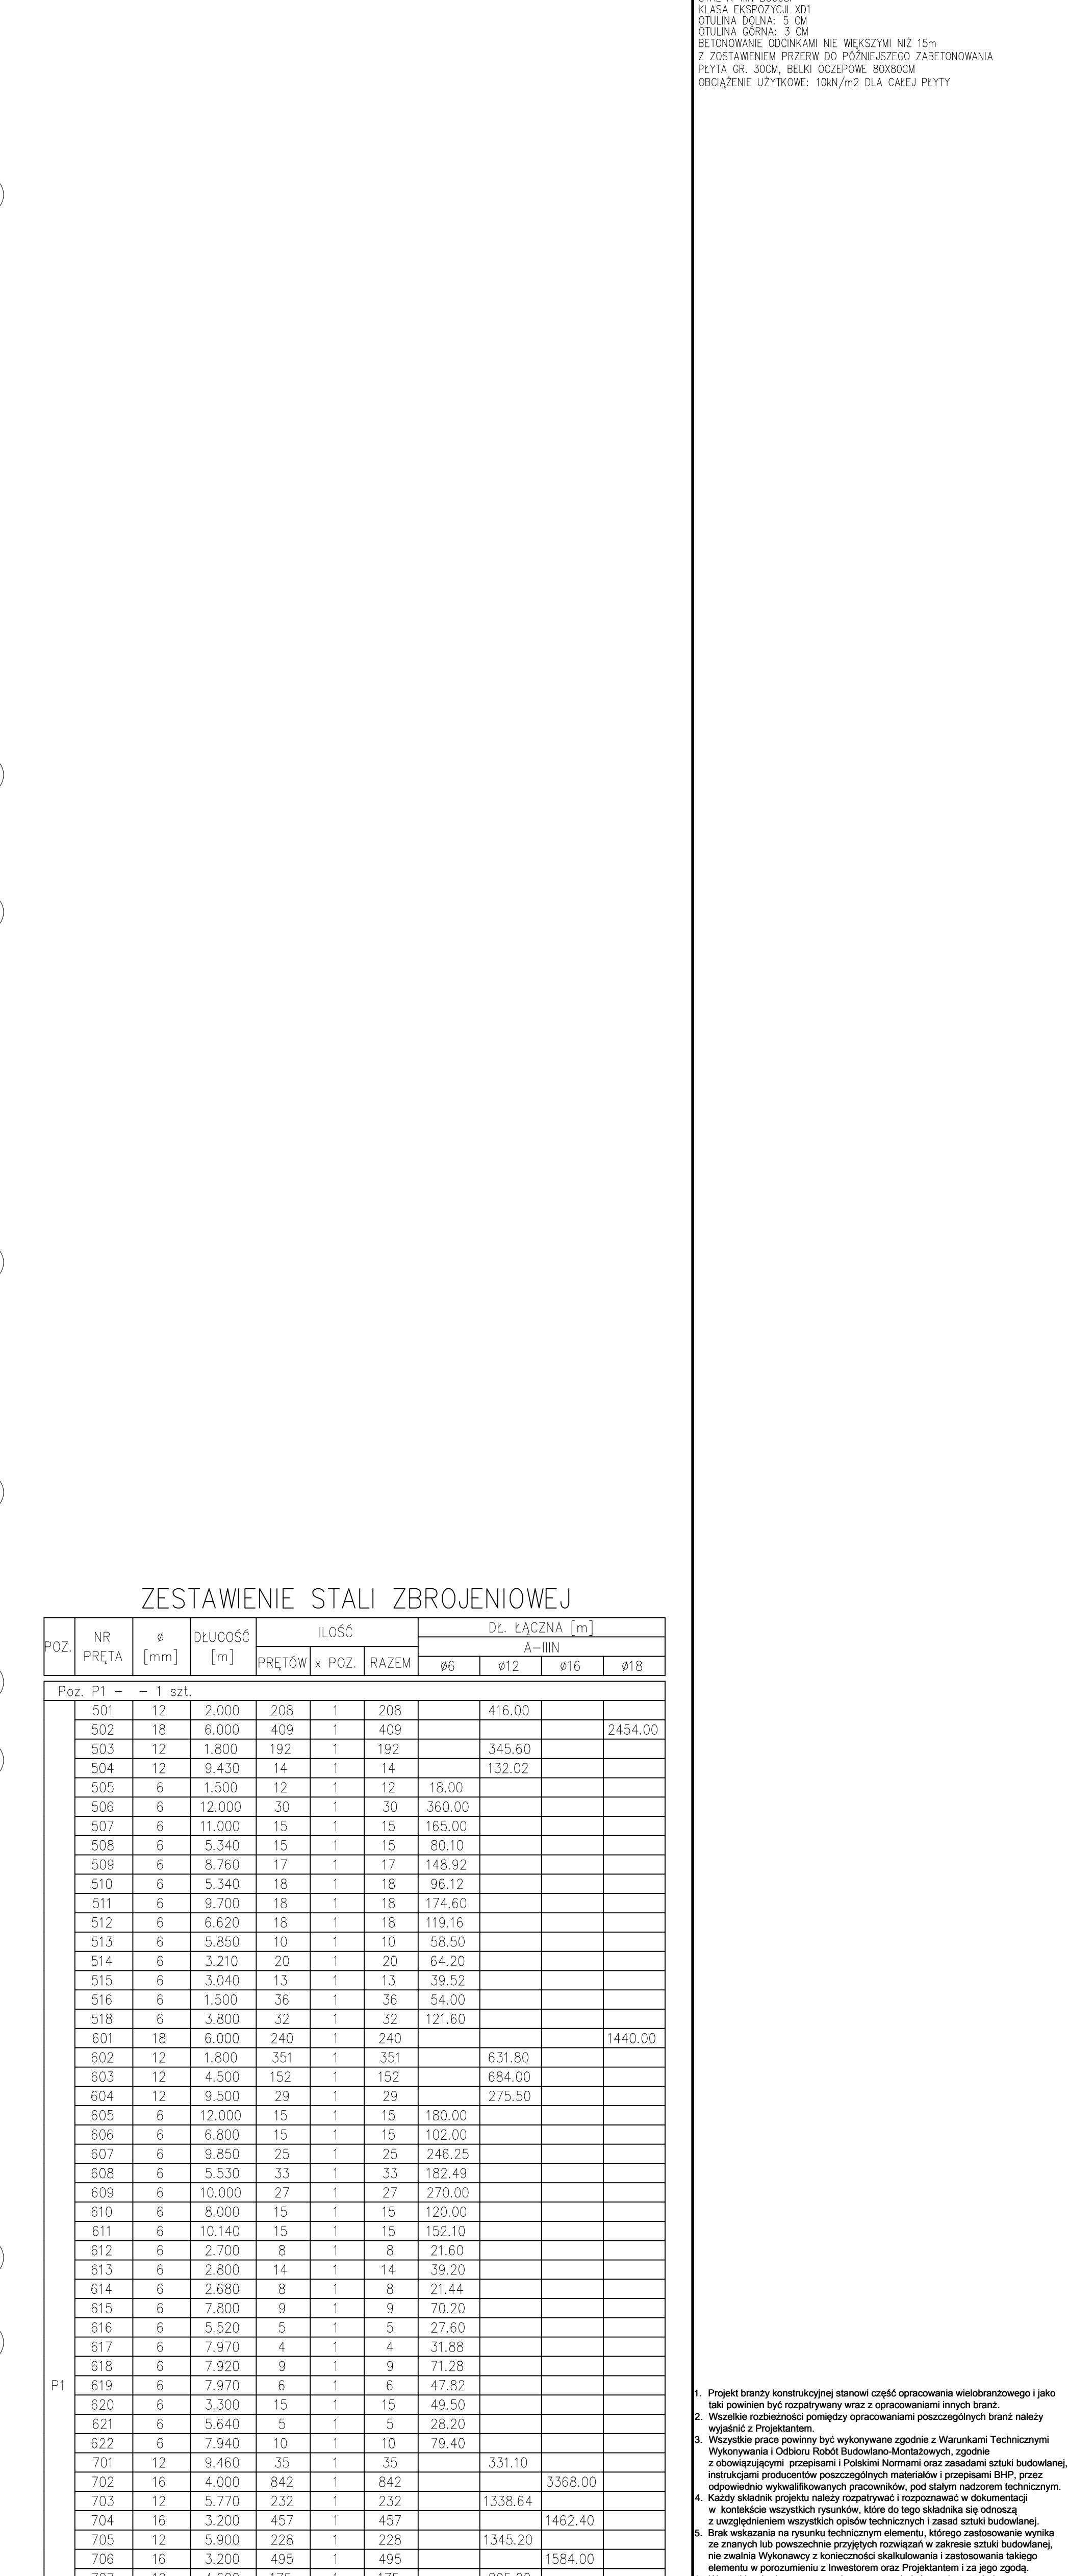 KLASA EKSPOZYCJI XD1
OTULINA DOLNA: 5 CM
OTULINA GÓRNA: 3 CM
BETONOWANIE ODCINKAMI NIE WIĘKSZYMI NIŻ 15m
Z ZOSTAWIENIEM PRZERW DO PÓŹNIEJSZEGO ZABETONOWANIA
PŁYTA GR. 30CM, BELKI OCZEPOWE 80X80CM
OBCIĄŻENIE UŻYTKOWE: 10kN/m2 DLA CAŁEJ PŁYTY
ZESTAWIENIE STALI ZBROJENIOWEJ
POZ. NR PRĘTA ø [mm] DŁUGOŚĆ [m] ILOŚĆ DŁ. ŁĄCZNA [m]
A-IIIN
PRĘTÓW x POZ. RAZEM ø6 ø12 ø16 ø18
Poz. P1 - - 1 szt.
501 12 2.000 208 1 208 416.00
502 18 6.000 409 1 409 2454.00
503 12 1.800 192 1 192 345.60
504 12 9.430 14 1 14 132.02
505 6 1.500 12 1 12 18.00
506 6 12.000 30 1 30 360.00
507 6 11.000 15 1 15 165.00
508 6 5.340 15 1 15 80.10
509 6 8.760 17 1 17 148.92
510 6 5.340 18 1 18 96.12
511 6 9.700 18 1 18 174.60
512 6 6.620 18 1 18 119.16
513 6 5.850 10 1 10 58.50
514 6 3.210 20 1 20 64.20
515 6 3.040 13 1 13 39.52
516 6 1.500 36 1 36 54.00
518 6 3.800 32 1 32 121.60
601 18 6.000 240 1 240 1440.00
602 12 1.800 351 1 351 631.80
603 12 4.500 152 1 152 684.00
604 12 9.500 29 1 29 275.50
605 6 12.000 15 1 15 180.00
606 6 6.800 15 1 15 102.00
607 6 9.850 25 1 25 246.25
608 6 5.530 33 1 33 182.49
609 6 10.000 27 1 27 270.00
610 6 8.000 15 1 15 120.00
611 6 10.140 15 1 15 152.10
612 6 2.700 8 1 8 21.60
613 6 2.800 14 1 14 39.20
614 6 2.680 8 1 8 21.44
615 6 7.800 9 1 9 70.20
616 6 5.520 5 1 5 27.60
617 6 7.970 4 1 4 31.88
618 6 7.920 9 1 9 71.28
P1 619 6 7.970 6 1 6 47.82
620 6 3.300 15 1 15 49.50
621 6 5.640 5 1 5 28.20
622 6 7.940 10 1 10 79.40
701 12 9.460 35 1 35 331.10
702 16 4.000 842 1 842 3368.00
703 12 5.770 232 1 232 1338.64
704 16 3.200 457 1 457 1462.40
705 12 5.900 228 1 228 1345.20
706 16 3.200 495 1 495 1584.00
1. Projekt branży konstrukcyjnej stanowi część opracowania wielobranżowego i jako
taki powinien być rozpatrywany wraz z opracowaniami innych branż.
2. Wszelkie rozbieżności pomiędzy opracowaniami poszczególnych branż należy
wyjaśnić z Projektantem.
3. Wszystkie prace powinny być wykonywane zgodnie z Warunkami Technicznymi
Wykonywania i Odbioru Robót Budowlano-Montażowych, zgodnie
z obowiązującymi przepisami i Polskimi Normami oraz zasadami sztuki budowlanej,
instrukcjami producentów poszczególnych materiałów i przepisami BHP, przez
odpowiednio wykwalifikowanych pracowników, pod stałym nadzorem technicznym.
4. Każdy składnik projektu należy rozpatrywać i rozpoznawać w dokumentacji
w kontekście wszystkich rysunków, które do tego składnika się odnoszą
z uwzględnieniem wszystkich opisów technicznych i zasad sztuki budowlanej.
5. Brak wskazania na rysunku technicznym elementu, którego zastosowanie wynika
ze znanych lub powszechnie przyjętych rozwiązań w zakresie sztuki budowlanej,
nie zwalnia Wykonawcy z konieczności skalkulowania i zastosowania takiego
elementu w porozumieniu z Inwestorem oraz Projektantem i za jego zgodą.